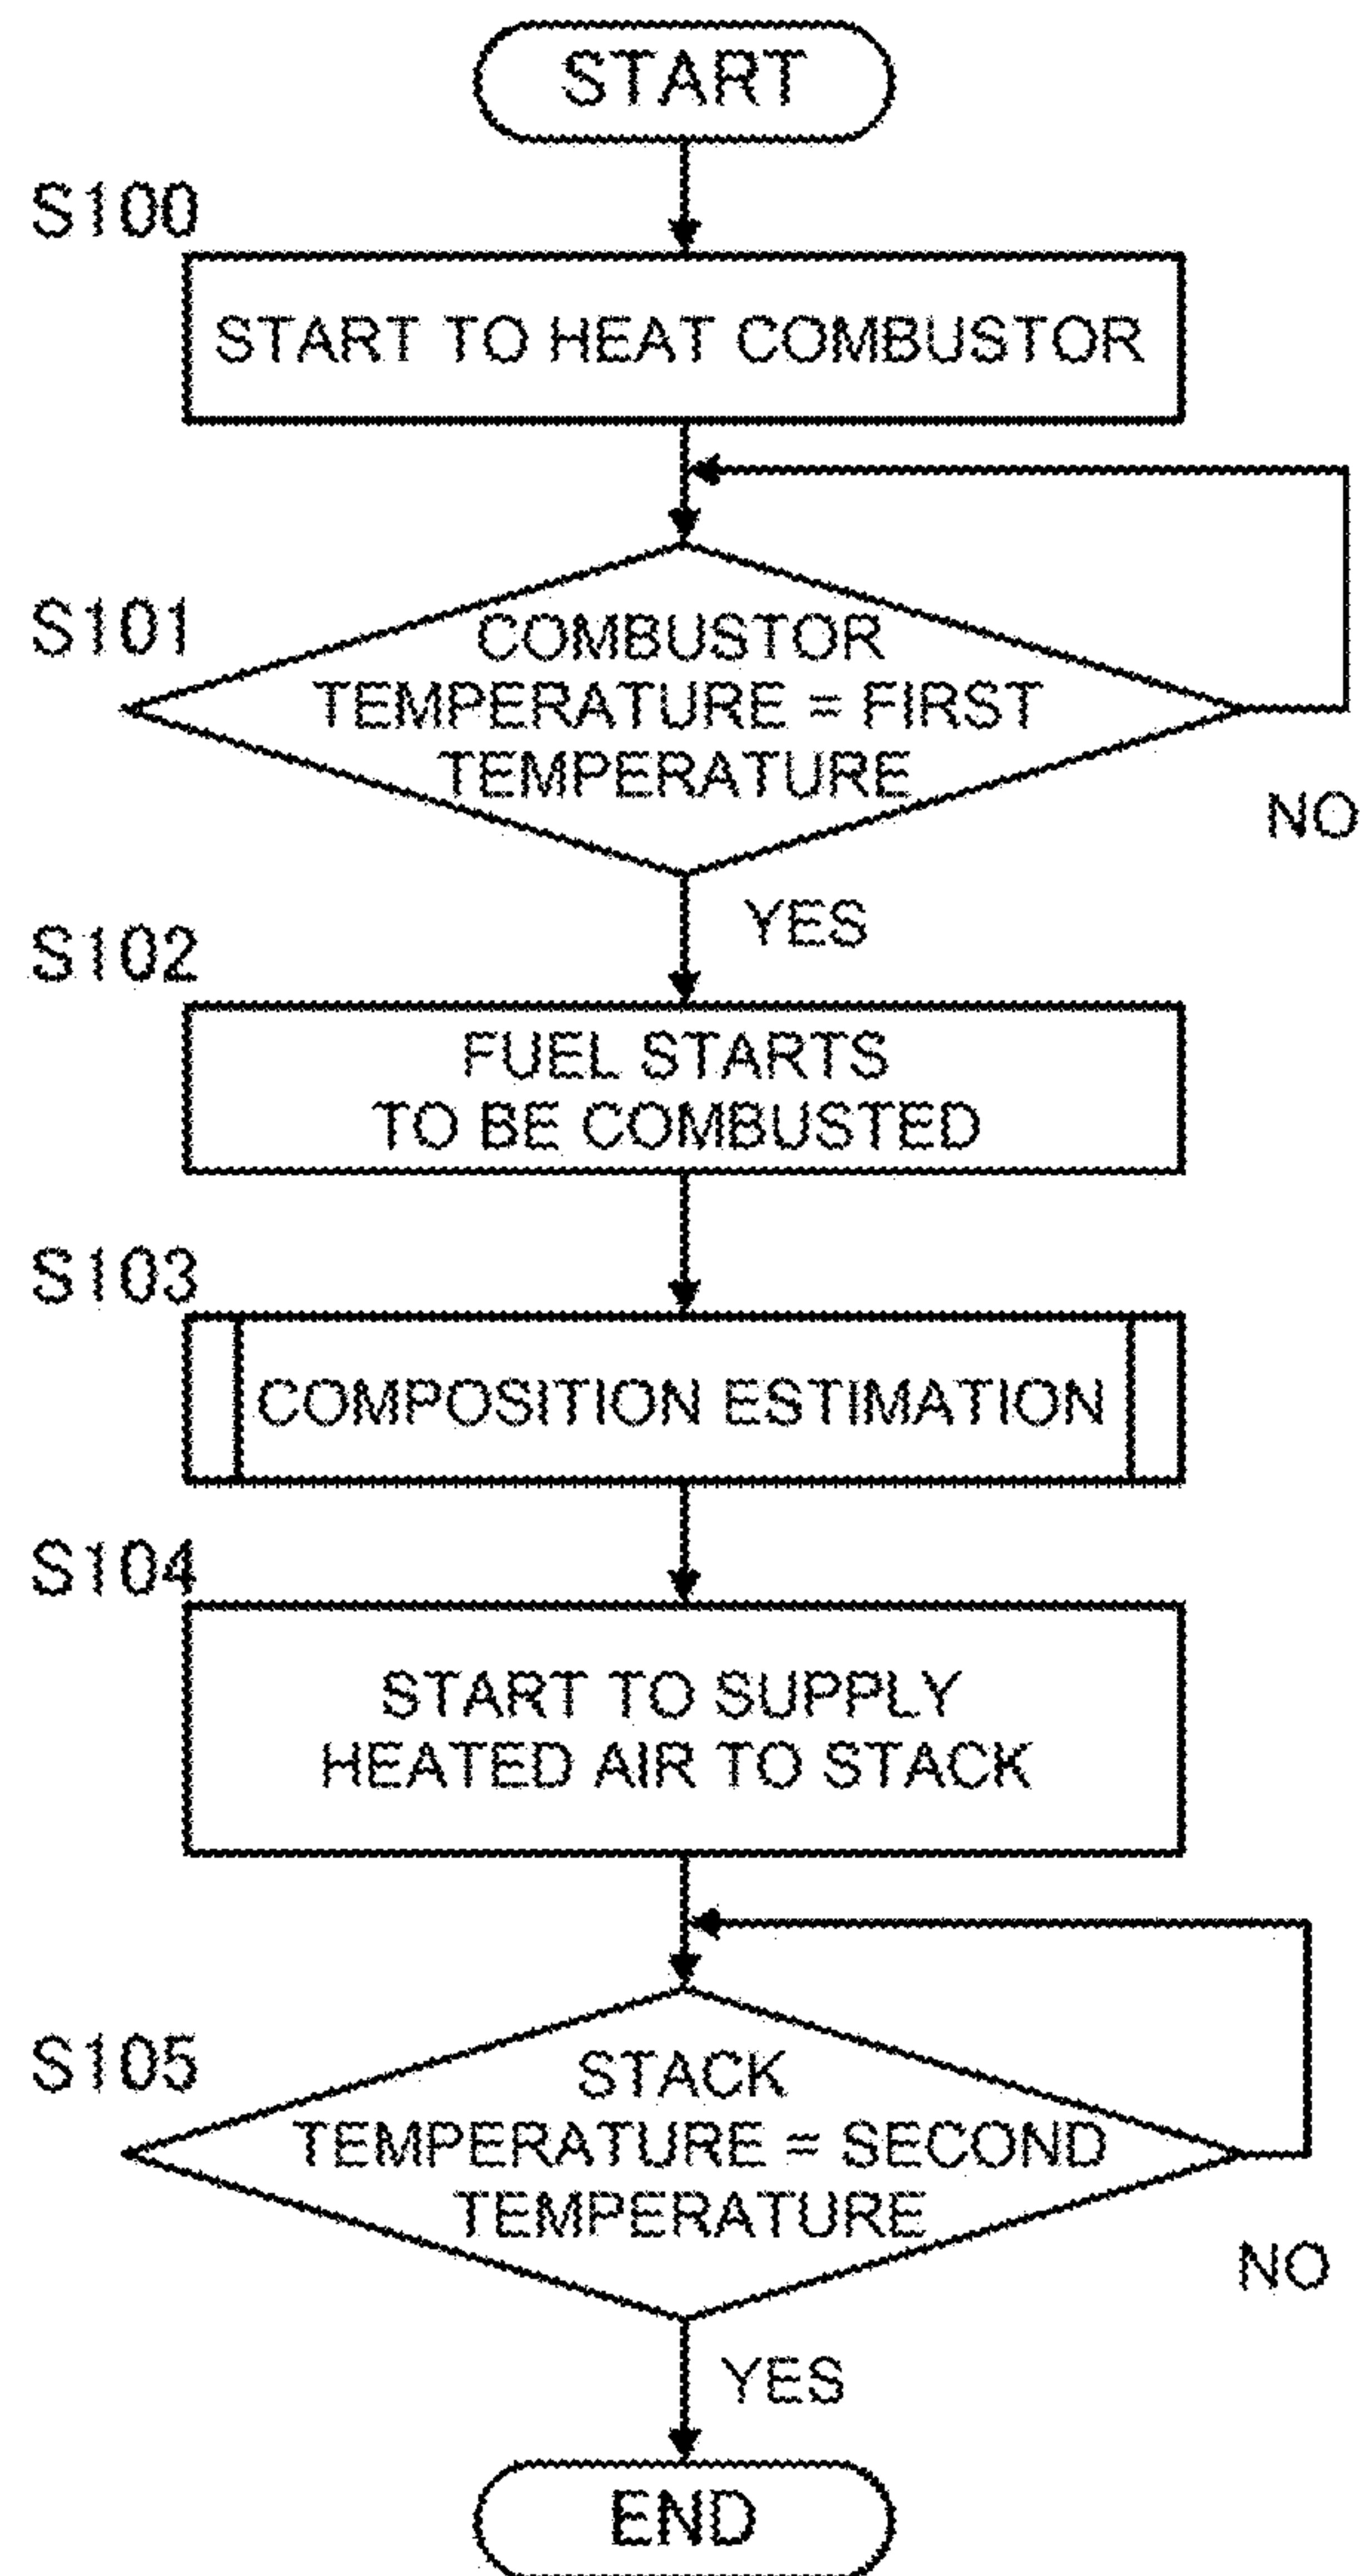 START
S100
START TO HEAT COMBUSTOR
S101
COMBUSTOR
TEMPERATURE = FIRST
TEMPERATURE
NO
YES
S102
FUEL STARTS
TO BE COMBUSTED
S103
COMPOSITION ESTIMATION
S104
START TO SUPPLY
HEATED AIR TO STACK
S105
STACK
TEMPERATURE = SECOND
TEMPERATURE
NO
YES
END